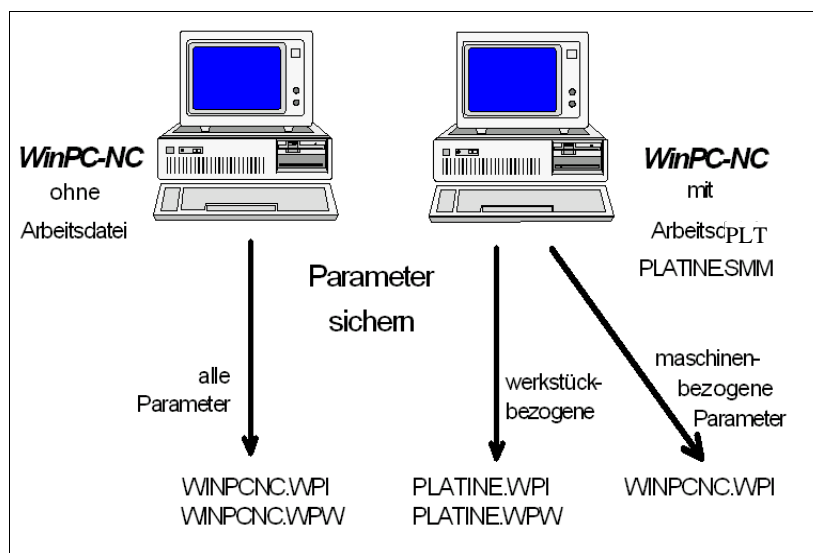 WinPC-NC
ohne
Arbeitsdatei
WinPC-NC
mit
PLT
PLATINE.SMM
Parameter
sichern
alle
Parameter
werkstück-
bezogene
maschinen-
bezogene
Parameter
WINPCNC.WPI
WINPCNC.WPW
PLATINE.WPI
PLATINE.WPW
WINPCNC.WPI